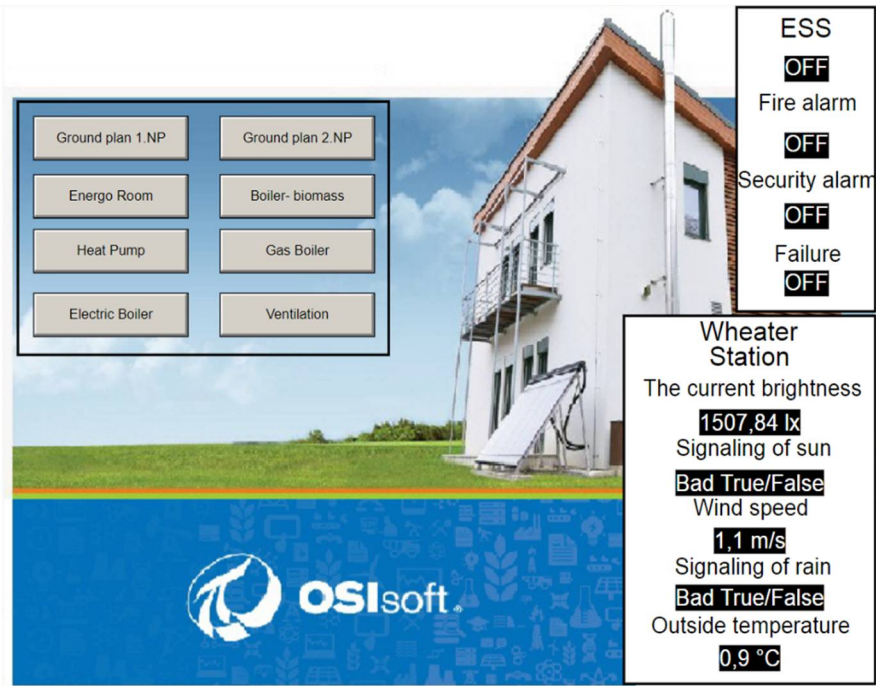 Ground plan 1.NP
Ground plan 2.NP
Energo Room
Boiler- biomass
Heat Pump
Gas Boiler
Electric Boiler
Ventilation
ESS
OFF
Fire alarm
OFF
Security alarm
OFF
Failure
OFF
Wheater
Station
The current brightness
1507,84 lx
Signaling of sun
Bad True/False
Wind speed
1,1 m/s
Signaling of rain
Bad True/False
Outside temperature
0,9 °C
OSIsoft.